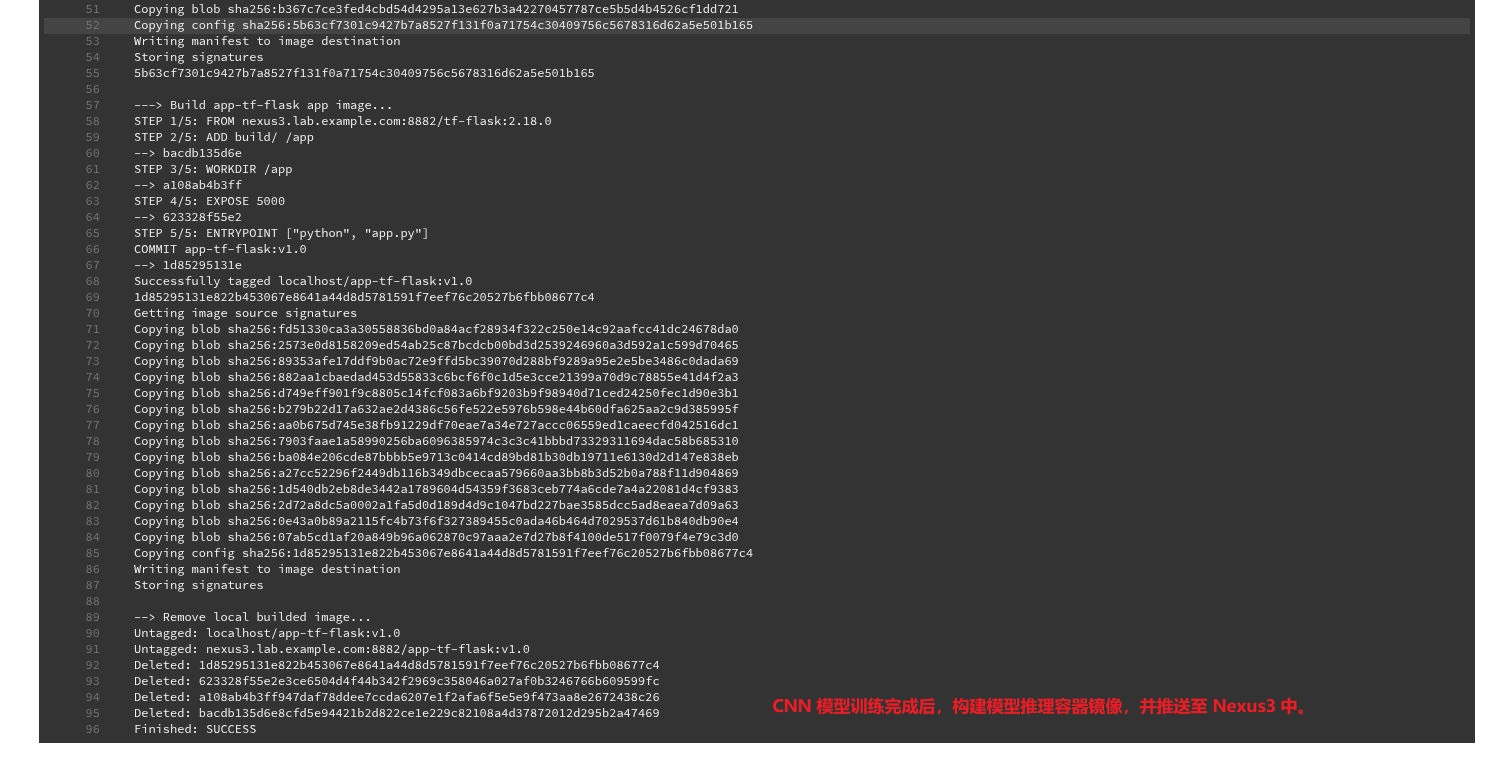 51 Copying blob sha256:b367c7ce3fed4cbd54d4295a13e627b3a42270457787ce5b5d4b4526cf1dd721
52 Copying config sha256:5b63cf7301c9427b7a8527f131f0a71754c30409756c5678316d62a5e501b165
53 Writing manifest to image destination
54 Storing signatures
55 5b63cf7301c9427b7a8527f131f0a71754c30409756c5678316d62a5e501b165
56
57 ---> Build app-tf-flask app image...
58 STEP 1/5: FROM nexus3.lab.example.com:8882/tf-flask:2.18.0
59 STEP 2/5: ADD build/ /app
60 --> bacdb135d6e
61 STEP 3/5: WORKDIR /app
62 --> a108ab4b3ff
63 STEP 4/5: EXPOSE 5000
64 --> 623328f55e2
65 STEP 5/5: ENTRYPOINT ["python", "app.py"]
66 COMMIT app-tf-flask:v1.0
67 --> 1d85295131e
68 Successfully tagged localhost/app-tf-flask:v1.0
69 1d85295131e822b453067e8641a44d8d5781591f7eef76c20527b6fbb08677c4
70 Getting image source signatures
71 Copying blob sha256:fd51330ca3a30558836bd0a84acf28934f322c250e14c92aafcc41dc24678da0
72 Copying blob sha256:2573e0d8158209ed54ab25c87bcdcb00bd3d2539246960a3d592a1c599d70465
73 Copying blob sha256:89353afe17ddf9b0ac72e9ffd5bc39070d288bf9289a95e2e5be3486c0dada69
74 Copying blob sha256:882aa1cbaedad453d55833c6bcf6f0c1d5e3cce21399a70d9c78855e41d4f2a3
75 Copying blob sha256:d749eff901f9c8805c14fcf083a6bf9203b9f98940d71ced24250fec1d90e3b1
76 Copying blob sha256:b279b22d17a632ae2d4386c56fe522e5976b598e44b60dfa625aa2c9d385995f
77 Copying blob sha256:aa0b675d745e38fb91229df70eae7a34e727accc06559ed1caeecfd042516dc1
78 Copying blob sha256:7903faae1a58990256ba6096385974c3c3c41bbbd73329311694dac58b685310
79 Copying blob sha256:ba084e206cde87bbbb5e9713c0414cd89bd81b30db19711e6130d2d147e838eb
80 Copying blob sha256:a27cc52296f2449db116b349dbcecaa579660aa3bb8b3d52b0a788f11d904869
81 Copying blob sha256:1d540db2eb8de3442a1789604d54359f3683ceb774a6cde7a4a22081d4cf9383
82 Copying blob sha256:2d72a8dc5a0002a1fa5d0d189d4d9c1047bd227bae3585dcc5ad8eaea7d09a63
83 Copying blob sha256:0e43a0b89a2115fc4b73f6f327389455c0ada46b464d7029537d61b840db90e4
84 Copying blob sha256:07ab5cd1af20a849b96a062870c97aaa2e7d27b8f4100de517f0079f4e79c3d0
85 Copying config sha256:1d85295131e822b453067e8641a44d8d5781591f7eef76c20527b6fbb08677c4
86 Writing manifest to image destination
87 Storing signatures
88
89 --> Remove local builded image...
90 Untagged: localhost/app-tf-flask:v1.0
91 Untagged: nexus3.lab.example.com:8882/app-tf-flask:v1.0
92 Deleted: 1d85295131e822b453067e8641a44d8d5781591f7eef76c20527b6fbb08677c4
93 Deleted: 623328f55e2e3ce6504d4f44b342f2969c358046a027af0b3246766b609599fc
94 Deleted: a108ab4b3ff947daf78ddee7ccda6207e1f2afa6f5e5e9f473aa8e2672438c26
95 Deleted: bacdb135d6e8cfd5e94421b2d822ce1e229c82108a4d37872012d295b2a47469
CNN 模型训练完成后，构建模型推理容器镜像，并推送至 Nexus3 中。
96 Finished: SUCCESS